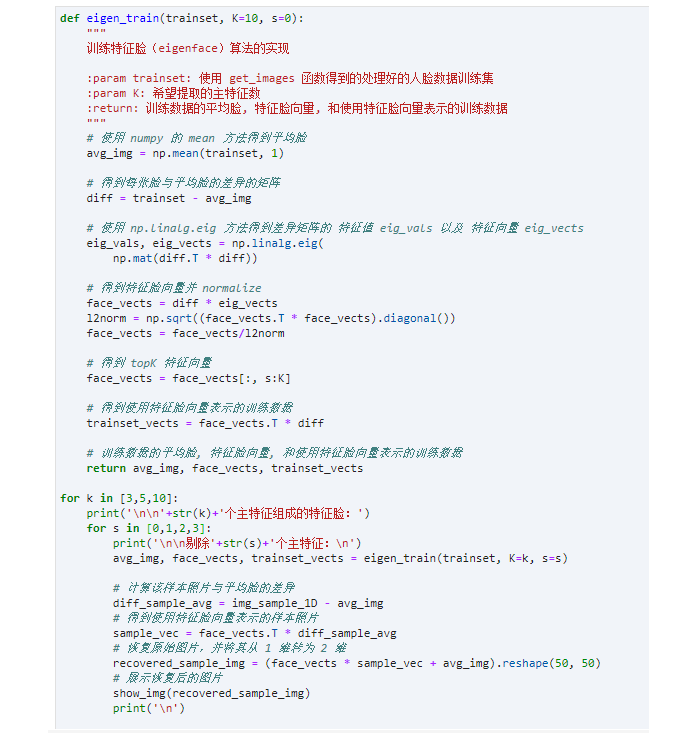 def eigen_train(trainset, K=10, s=0):
    """
    训练特征脸（eigenface）算法的实现

    :param trainset: 使用 get_images 函数得到的处理好的人脸数据训练集
    :param K: 希望提取的主特征数
    :return: 训练数据的平均脸，特征脸向量，和使用特征脸向量表示的训练数据
    """
    # 使用 numpy 的 mean 方法得到平均脸
    avg_img = np.mean(trainset, 1)

    # 得到每张脸与平均脸的差异的矩阵
    diff = trainset - avg_img

    # 使用 np.linalg.eig 方法得到差异矩阵的 特征值 eig_vals 以及 特征向量 eig_vects
    eig_vals, eig_vects = np.linalg.eig(
        np.mat(diff.T * diff))

    # 得到特征脸向量并 normalize
    face_vects = diff * eig_vects
    l2norm = np.sqrt((face_vects.T * face_vects).diagonal())
    face_vects = face_vects/l2norm

    # 得到 topK 特征向量
    face_vects = face_vects[:, s:K]

    # 得到使用特征脸向量表示的训练数据
    trainset_vects = face_vects.T * diff

    # 训练数据的平均脸, 特征脸向量, 和使用特征脸向量表示的训练数据
    return avg_img, face_vects, trainset_vects

for k in [3,5,10]:
    print('\n\n'+str(k)+'个主特征组成的特征脸：')
    for s in [0,1,2,3]:
        print('\n\n剔除'+str(s)+'个主特征：\n')
        avg_img, face_vects, trainset_vects = eigen_train(trainset, K=k, s=s)

        # 计算该样本照片与平均脸的差异
        diff_sample_avg = img_sample_1D - avg_img
        # 得到使用特征脸向量表示的样本照片
        sample_vec = face_vects.T * diff_sample_avg
        # 恢复原始图片，并将其从 1 维转为 2 维
        recovered_sample_img = (face_vects * sample_vec + avg_img).reshape(50, 50)
        # 展示恢复后的图片
        show_img(recovered_sample_img)
        print('\n')